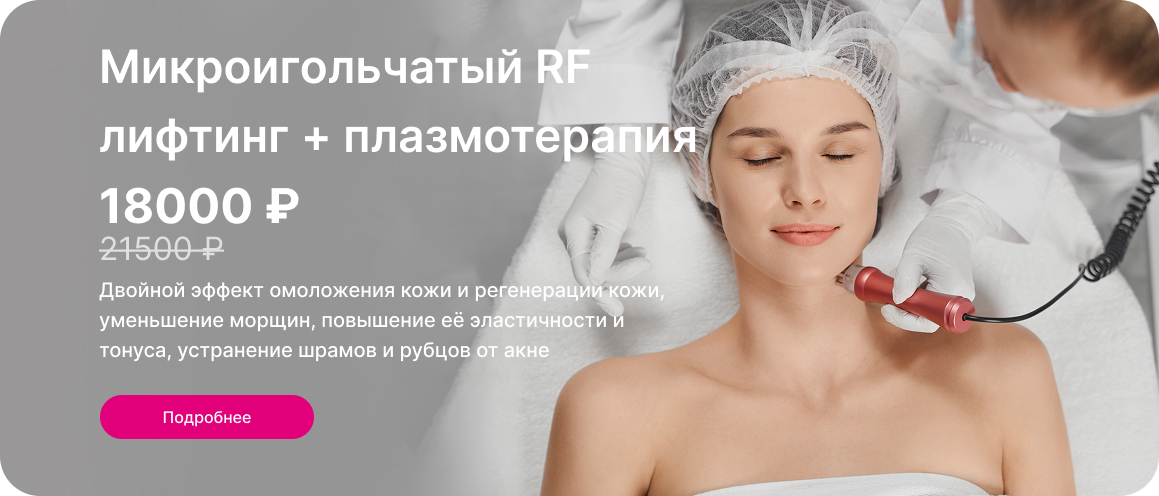 Микроигольчатый RF
лифтинг + плазмотерапия
18000 ₽
21500 ₽
Двойной эффект омоложения кожи и регенерации кожи,
уменьшение морщин, повышение её эластичности и
тонуса, устранение шрамов и рубцов от акне
Подробнее